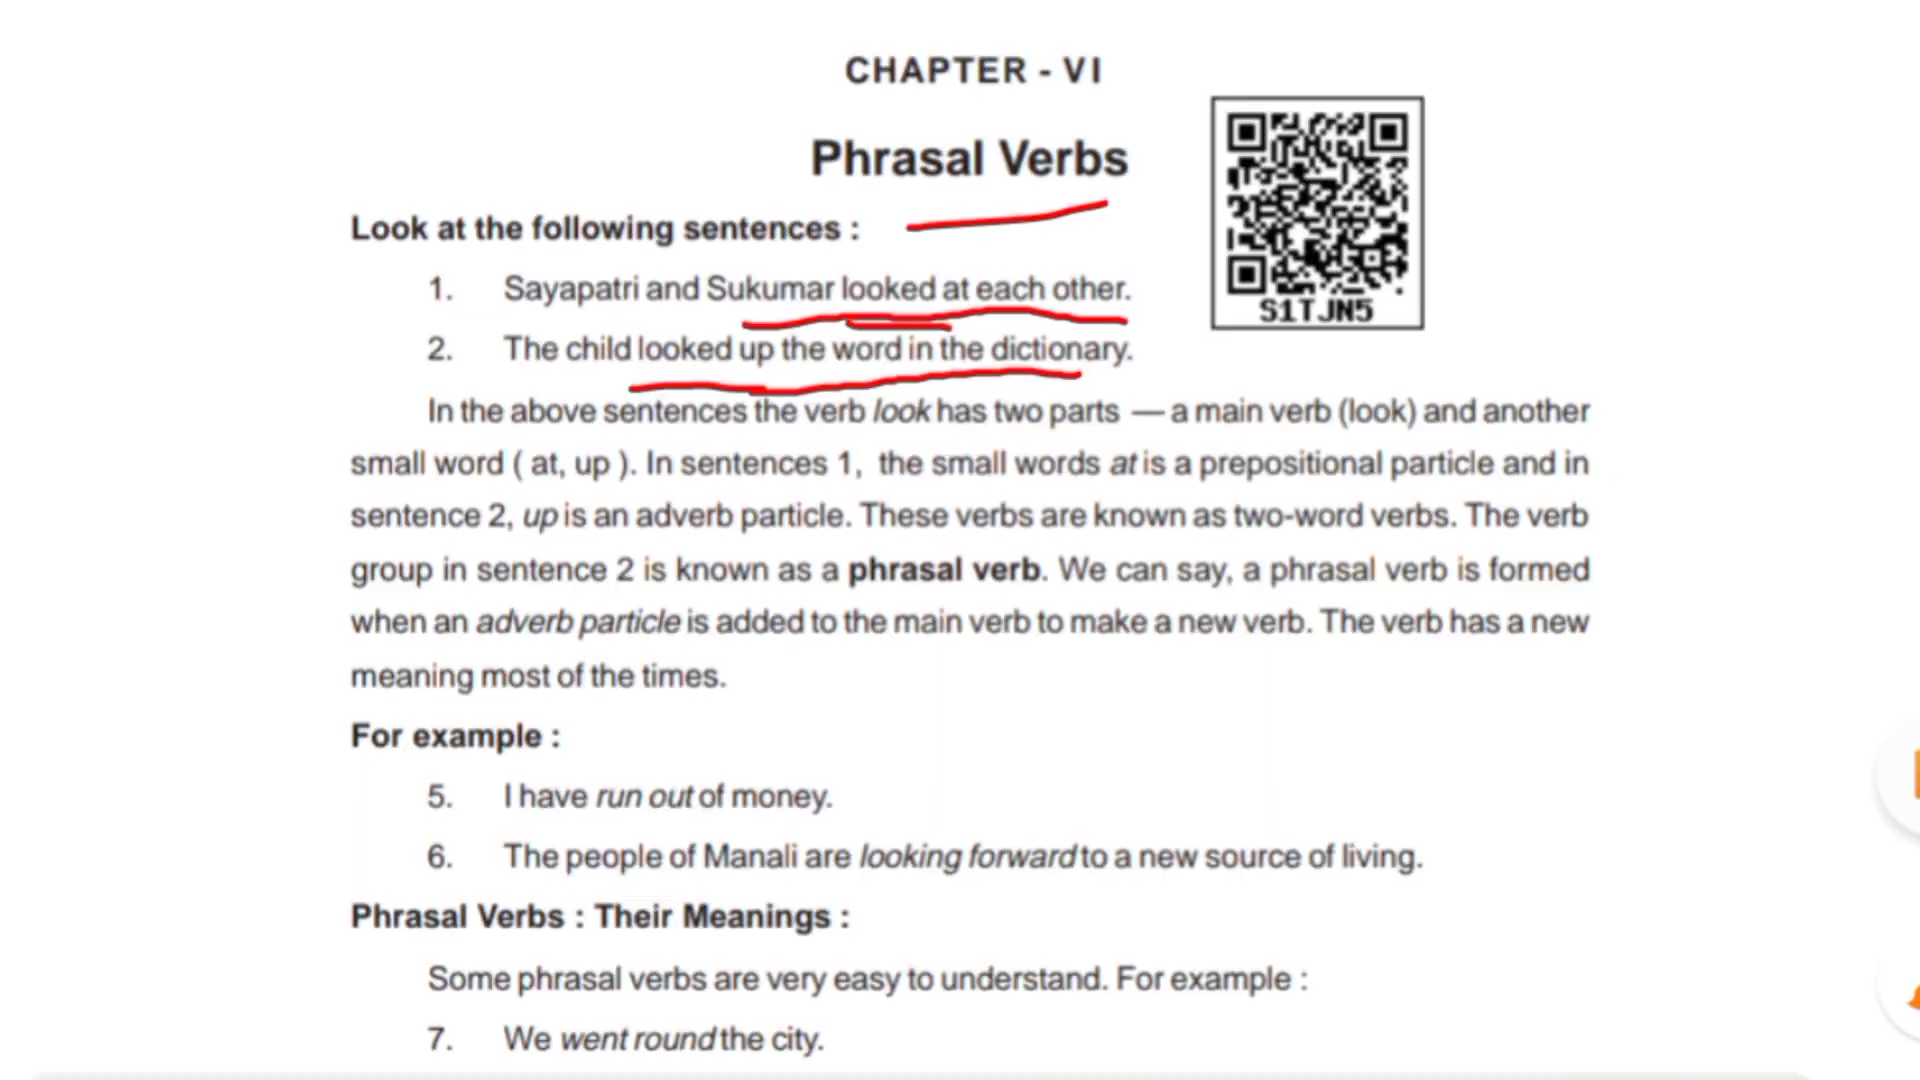 CHAPTER - VI
Phrasal Verbs
S1TJN5
Look at the following sentences :
1. Sayapatri and Sukumar looked at each other.
2. The child looked up the word in the dictionary.
In the above sentences the verb look has two parts — a main verb (look) and another
small word ( at, up ). In sentences 1, the small words at is a prepositional particle and in
sentence 2, up is an adverb particle. These verbs are known as two-word verbs. The verb
group in sentence 2 is known as a phrasal verb. We can say, a phrasal verb is formed
when an adverb particle is added to the main verb to make a new verb. The verb has a new
meaning most of the times.
For example :
5. I have run out of money.
6. The people of Manali are looking forward to a new source of living.
Phrasal Verbs : Their Meanings :
Some phrasal verbs are very easy to understand. For example :
7. We went round the city.